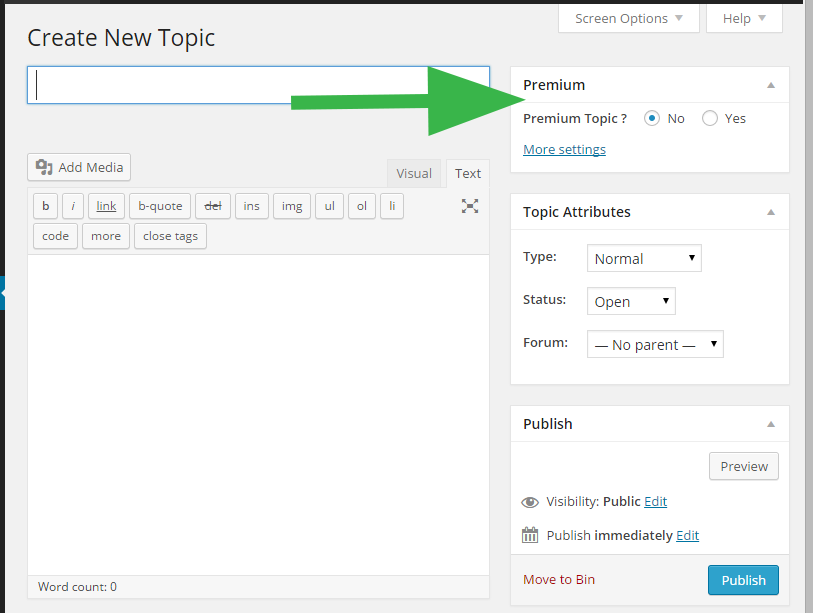 Screen Options
Help
Create New Topic
Add Media
Visual
Text
b i link b-quote del ins img ul ol li
code more close tags
Word count: 0
Premium
Premium Topic ? No Yes
More settings
Topic Attributes
Type: Normal
Status: Open
Forum: — No parent —
Publish
Preview
Visibility: Public Edit
Publish immediately Edit
Move to Bin
Publish